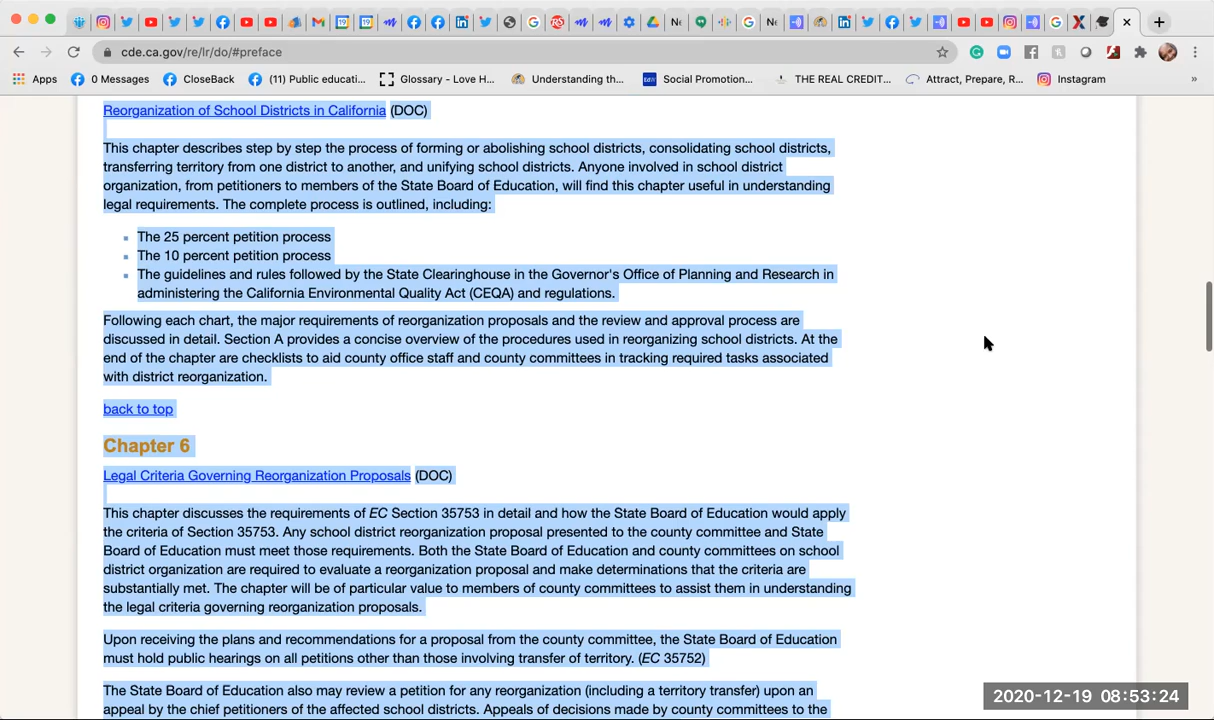 cde.ca.gov/re/lr/do/#preface
Apps
0 Messages
CloseBack
(11) Public educati...
Glossary - Love H...
Understanding th...
Social Promotion...
THE REAL CREDIT...
Attract, Prepare, R...
Instagram
»
Reorganization of School Districts in California (DOC)
This chapter describes step by step the process of forming or abolishing school districts, consolidating school districts,
transferring territory from one district to another, and unifying school districts. Anyone involved in school district
organization, from petitioners to members of the State Board of Education, will find this chapter useful in understanding
legal requirements. The complete process is outlined, including:
The 25 percent petition process
The 10 percent petition process
The guidelines and rules followed by the State Clearinghouse in the Governor's Office of Planning and Research in
administering the California Environmental Quality Act (CEQA) and regulations.
Following each chart, the major requirements of reorganization proposals and the review and approval process are
discussed in detail. Section A provides a concise overview of the procedures used in reorganizing school districts. At the
end of the chapter are checklists to aid county office staff and county committees in tracking required tasks associated
with district reorganization.
back to top
Chapter 6
Legal Criteria Governing Reorganization Proposals (DOC)
This chapter discusses the requirements of EC Section 35753 in detail and how the State Board of Education would apply
the criteria of Section 35753. Any school district reorganization proposal presented to the county committee and State
Board of Education must meet those requirements. Both the State Board of Education and county committees on school
district organization are required to evaluate a reorganization proposal and make determinations that the criteria are
substantially met. The chapter will be of particular value to members of county committees to assist them in understanding
the legal criteria governing reorganization proposals.
Upon receiving the plans and recommendations for a proposal from the county committee, the State Board of Education
must hold public hearings on all petitions other than those involving transfer of territory. (EC 35752)
The State Board of Education also may review a petition for any reorganization (including a territory transfer) upon an
appeal by the chief petitioners of the affected school districts. Appeals of decisions made by county committees to the
2020-12-19 08:53:24